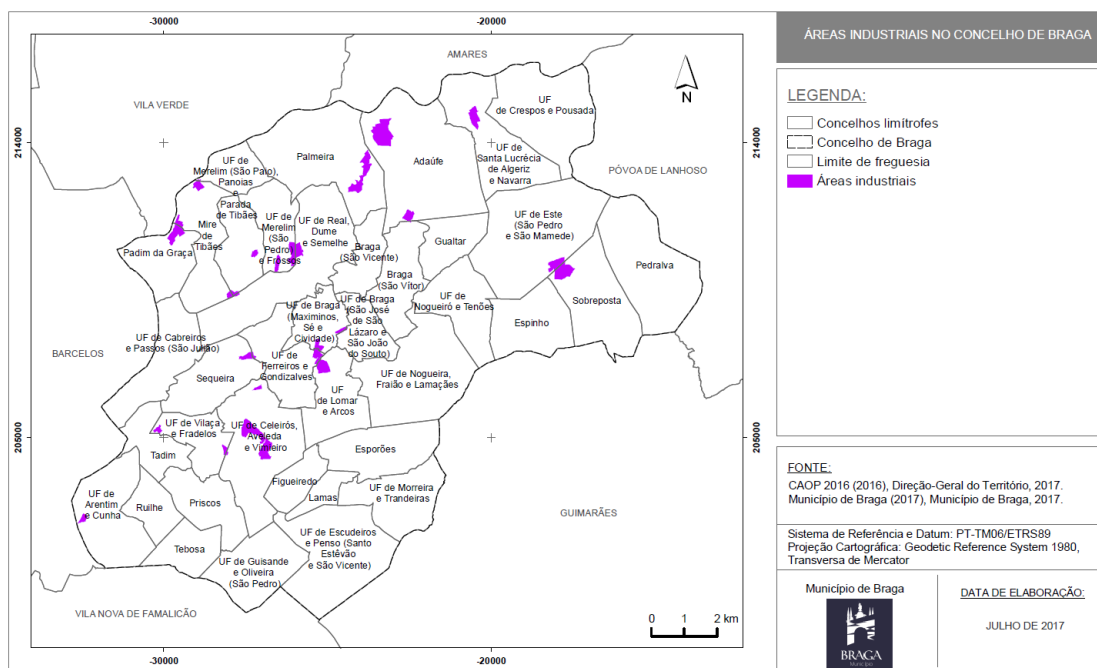 -30000
-20000
ÁREAS INDUSTRIAIS NO CONCELHO DE BRAGA
AMARES
N
VILA VERDE
UF
de Crespos e Pousada
214000
214000
Palmeira
Adaúfe
UF de
Santa Lucrécia
de Algeriz
e Navarra
PÓVOA DE LANHOSO
UF de
Merelim (São Paio),
Panoias
e
Parada
de Tibães
Mire
de
Tibães
UF de
Merelim
(São
Pedro)
e Frossos
UF de Real,
Dume
e Semelhe
UF de Este
(São Pedro
e São Mamede)
Padim da Graça
Braga
(São Vicente)
Gualtar
Pedralva
Braga
(São Vítor)
UF de
Nogueiró e Tenões
Sobreposta
Espinho
UF de Braga
(Maximinos,
Sé e
Cividade)
UF de Braga
(São José
de São
Lázaro e
São João
do Souto)
UF de Cabreiros
e Passos (São Julião)
BARCELOS
UF de
Ferreiros e
Gondizalves
Sequeira
UF de Nogueira,
Fraião e Lamaçães
UF
de Lomar
e Arcos
UF de Vilaça
e Fradelos
UF de Celeirós,
Aveleda
e Vimieiro
205000
205000
Esporões
Tadim
Figueiredo
Lamas
UF de Morreira
e Trandeiras
UF de
Arentim
e Cunha
Ruilhe
Priscos
GUIMARÃES
UF de Escudeiros
e Penso (Santo
Estêvão
e São Vicente)
Tebosa
UF de Guisande
e Oliveira
(São Pedro)
VILA NOVA DE FAMALICÃO
0 1 2 km
-30000
-20000
LEGENDA:
Concelhos limítrofes
Concelho de Braga
Limite de freguesia
Áreas industriais
FONTE:
CAOP 2016 (2016), Direção-Geral do Território, 2017.
Município de Braga (2017), Município de Braga, 2017.
Sistema de Referência e Datum: PT-TM06/ETRS89
Projeção Cartográfica: Geodetic Reference System 1980,
Transversa de Mercator
Município de Braga
BRAGA
Município
DATA DE ELABORAÇÃO:
JULHO DE 2017